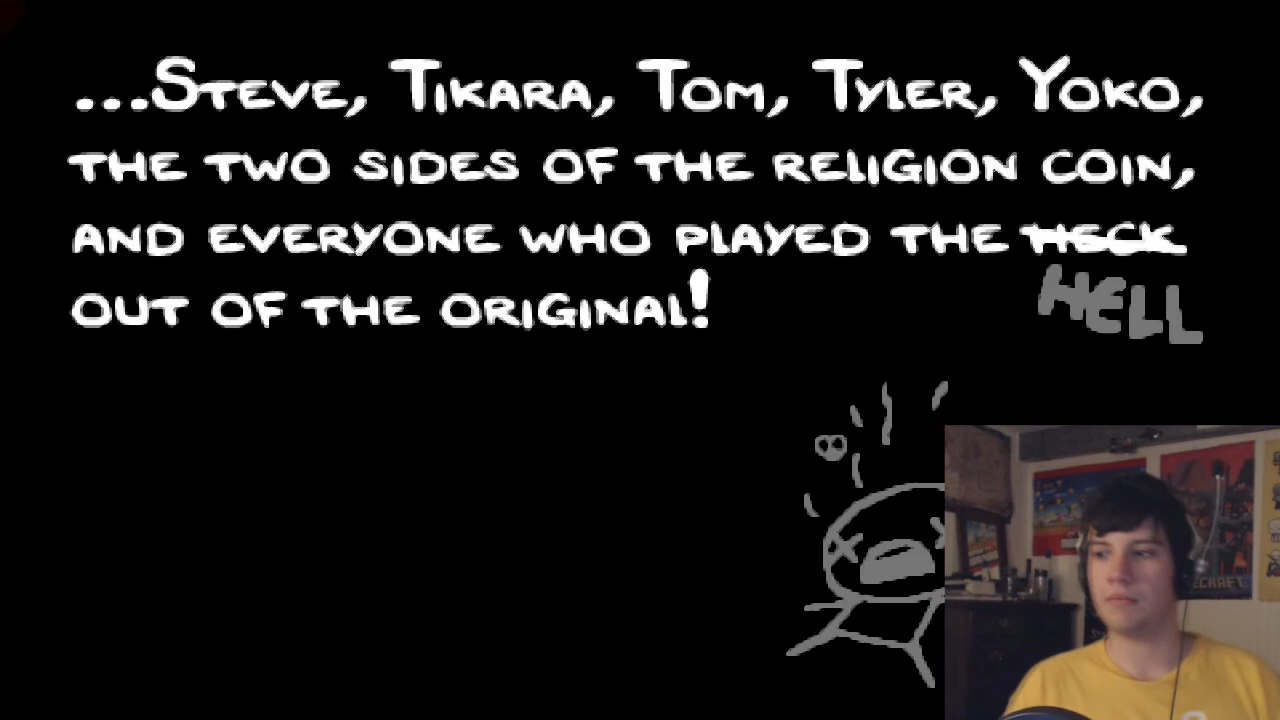 ...Steve, Tikara, Tom, Tyler, Yoko,
the two sides of the religion coin,
and everyone who played the heck
HELL
out of the original!
CRAFT